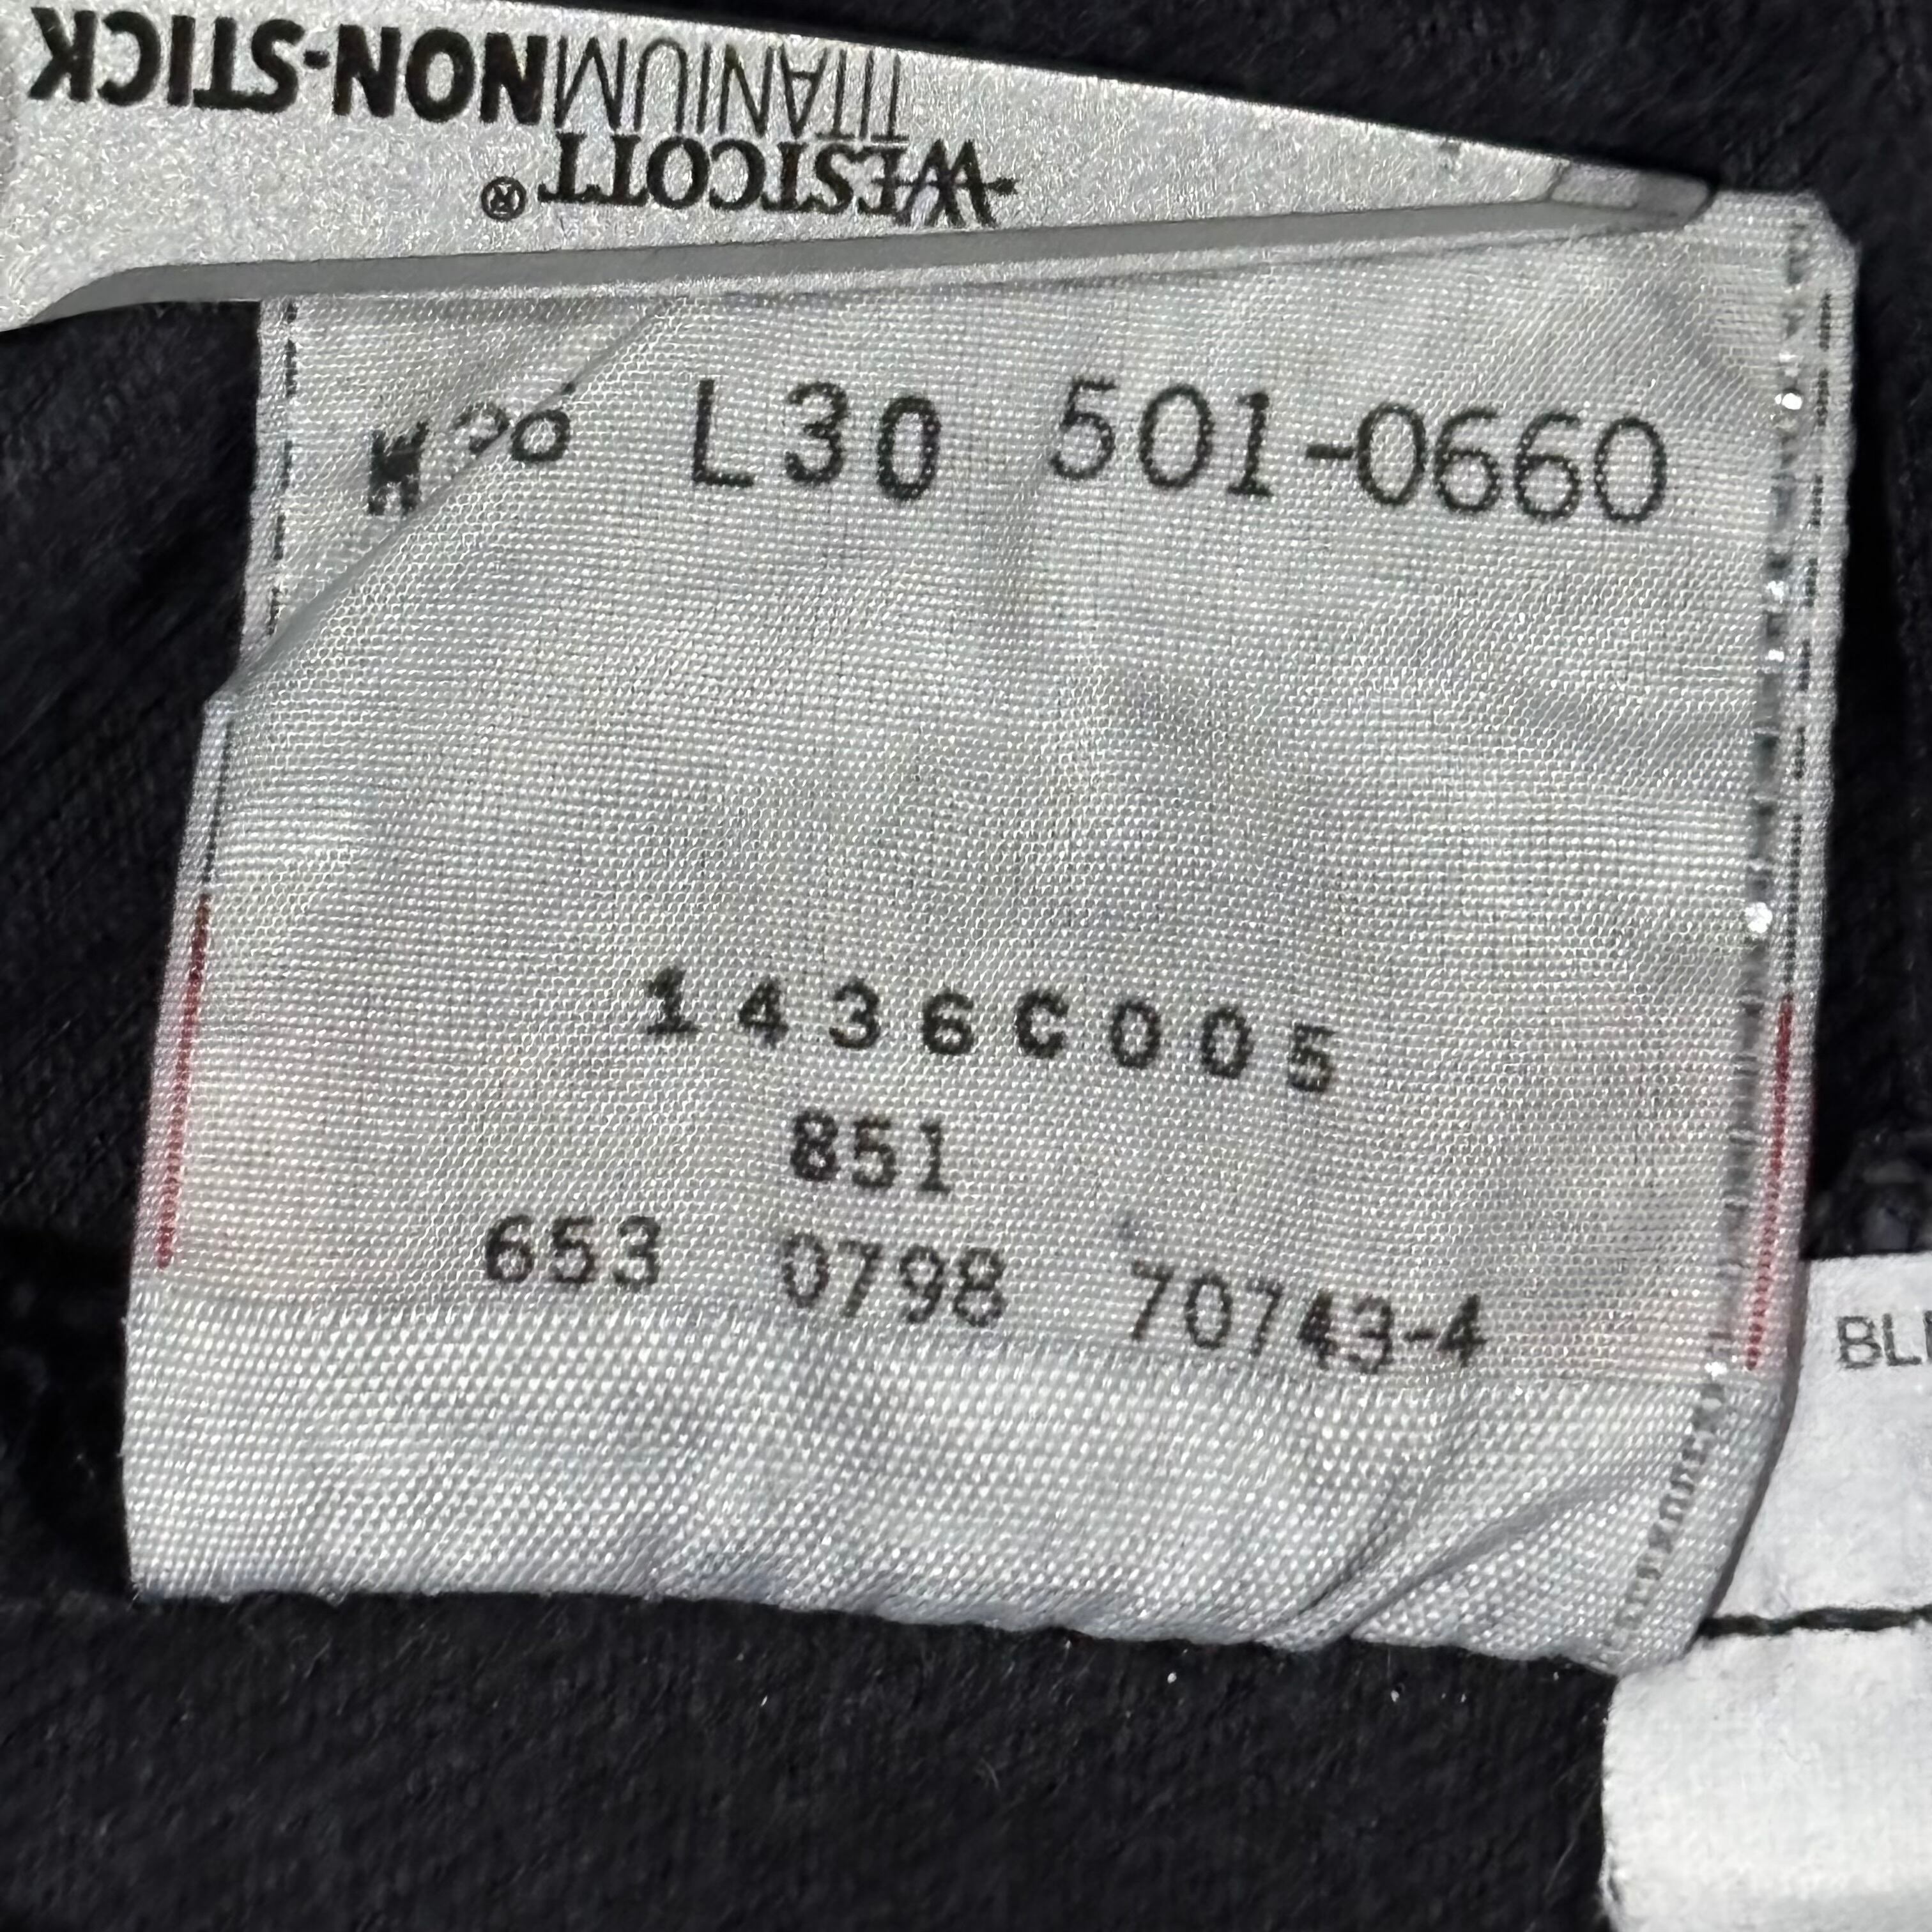 NON-STICK
TITANIUM
WESTCOTT®
L30 501-0660
1436C005
851
653 0798 70743-4